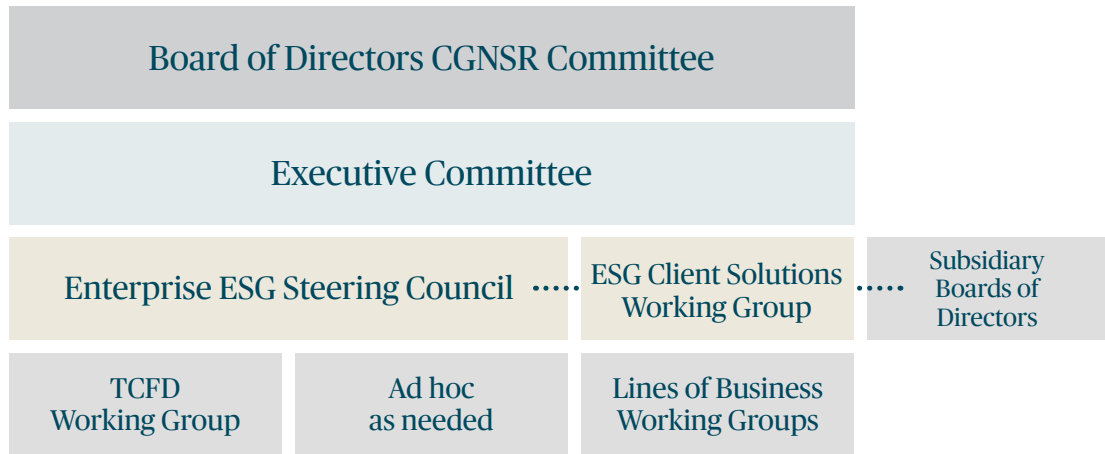 Board of Directors CGNSR Committee
Executive Committee
Enterprise ESG Steering Council
ESG Client Solutions
Working Group
Subsidiary
Boards of
Directors
TCFD
Working Group
Ad hoc
as needed
Lines of Business
Working Groups